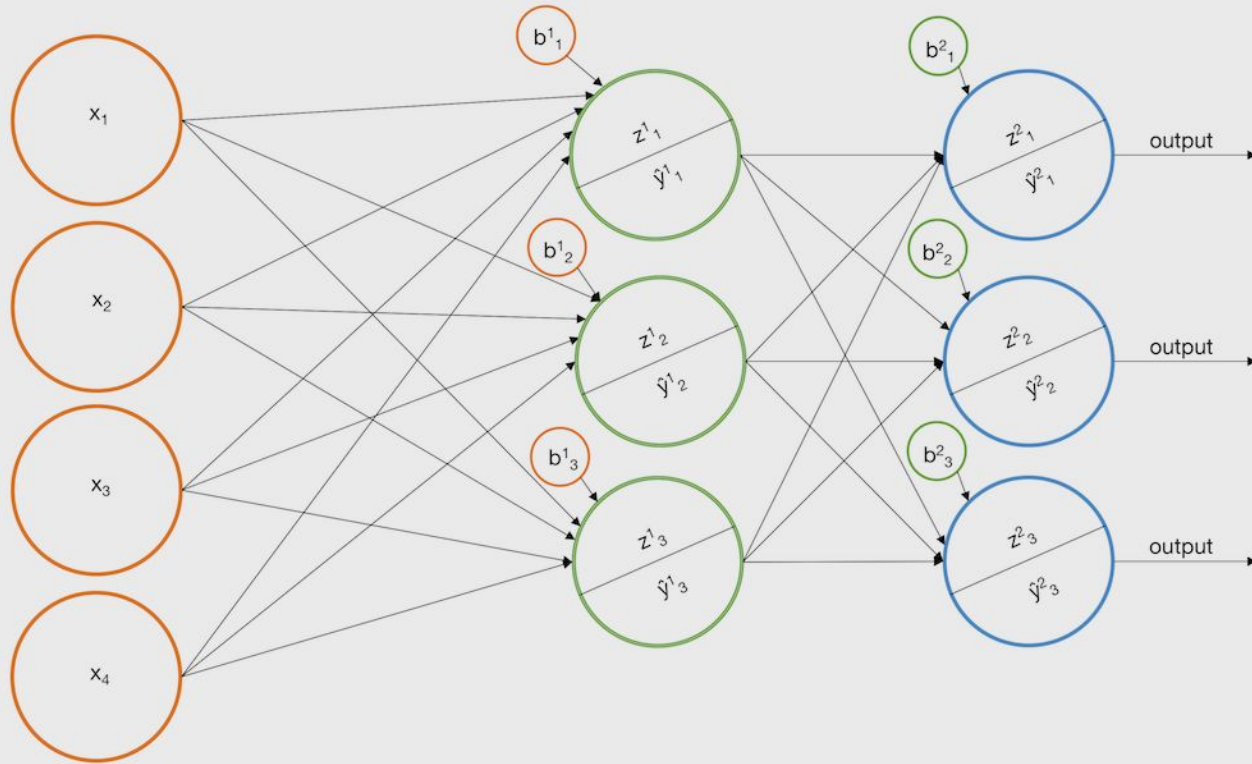 x₁
x₂
x₃
x₄
b¹₁
z¹₁
ŷ¹₁
b¹₂
z¹₂
ŷ¹₂
b¹₃
z¹₃
ŷ¹₃
b²₁
z²₁
ŷ²₁
output
b²₂
z²₂
ŷ²₂
output
b²₃
z²₃
ŷ²₃
output